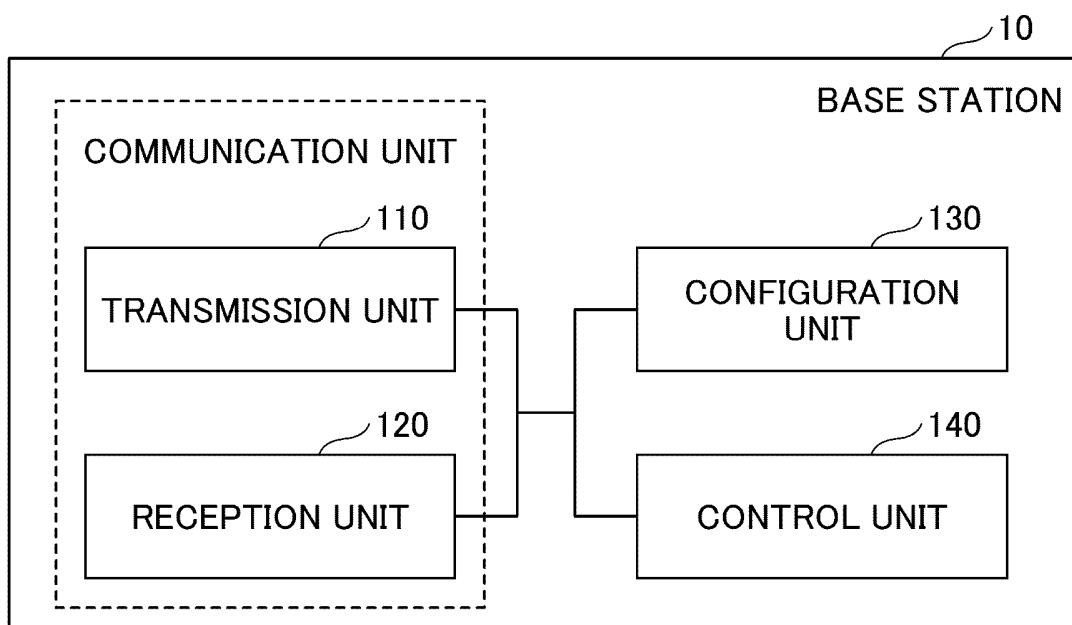 10
BASE STATION
COMMUNICATION UNIT
110
TRANSMISSION UNIT
130
CONFIGURATION
UNIT
120
RECEPTION UNIT
140
CONTROL UNIT